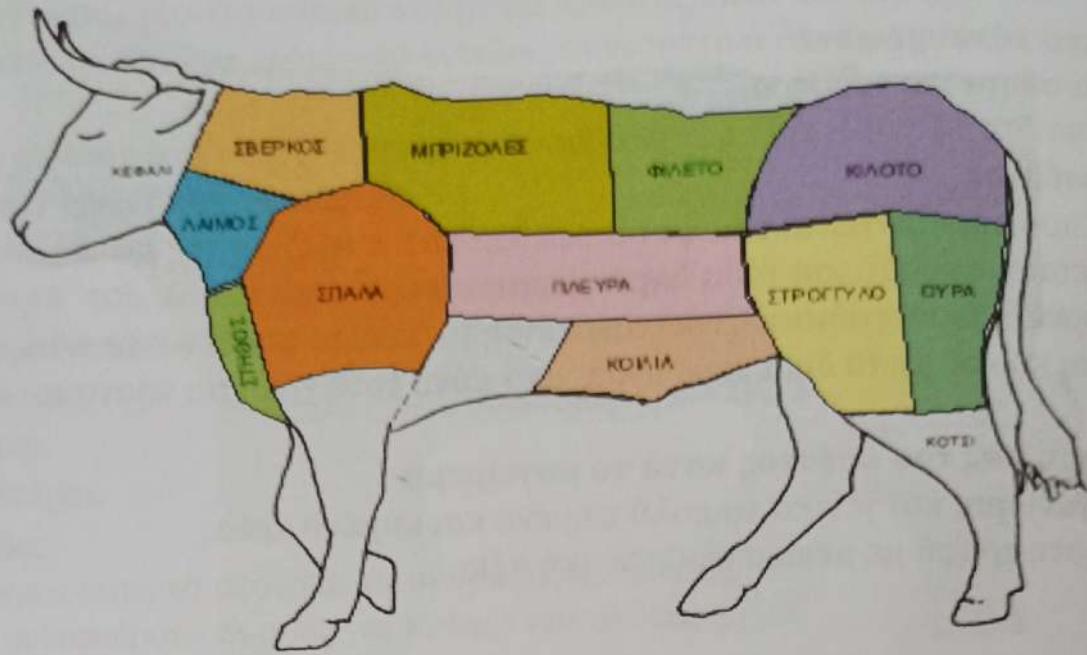 ΚΕΦΑΛΙ
ΣΒΕΡΚΟΣ
ΜΠΡΙΖΟΛΕΣ
ΦΙΛΕΤΟ
ΚΙΛΟΤΟ
ΛΑΙΜΟΣ
ΣΠΑΛΑ
ΠΛΕΥΡΑ
ΣΤΡΟΓΓΥΛΟ
ΟΥΡΑ
ΣΤΗΘΟΣ
ΚΟΙΛΙΑ
ΚΟΤΣΙ